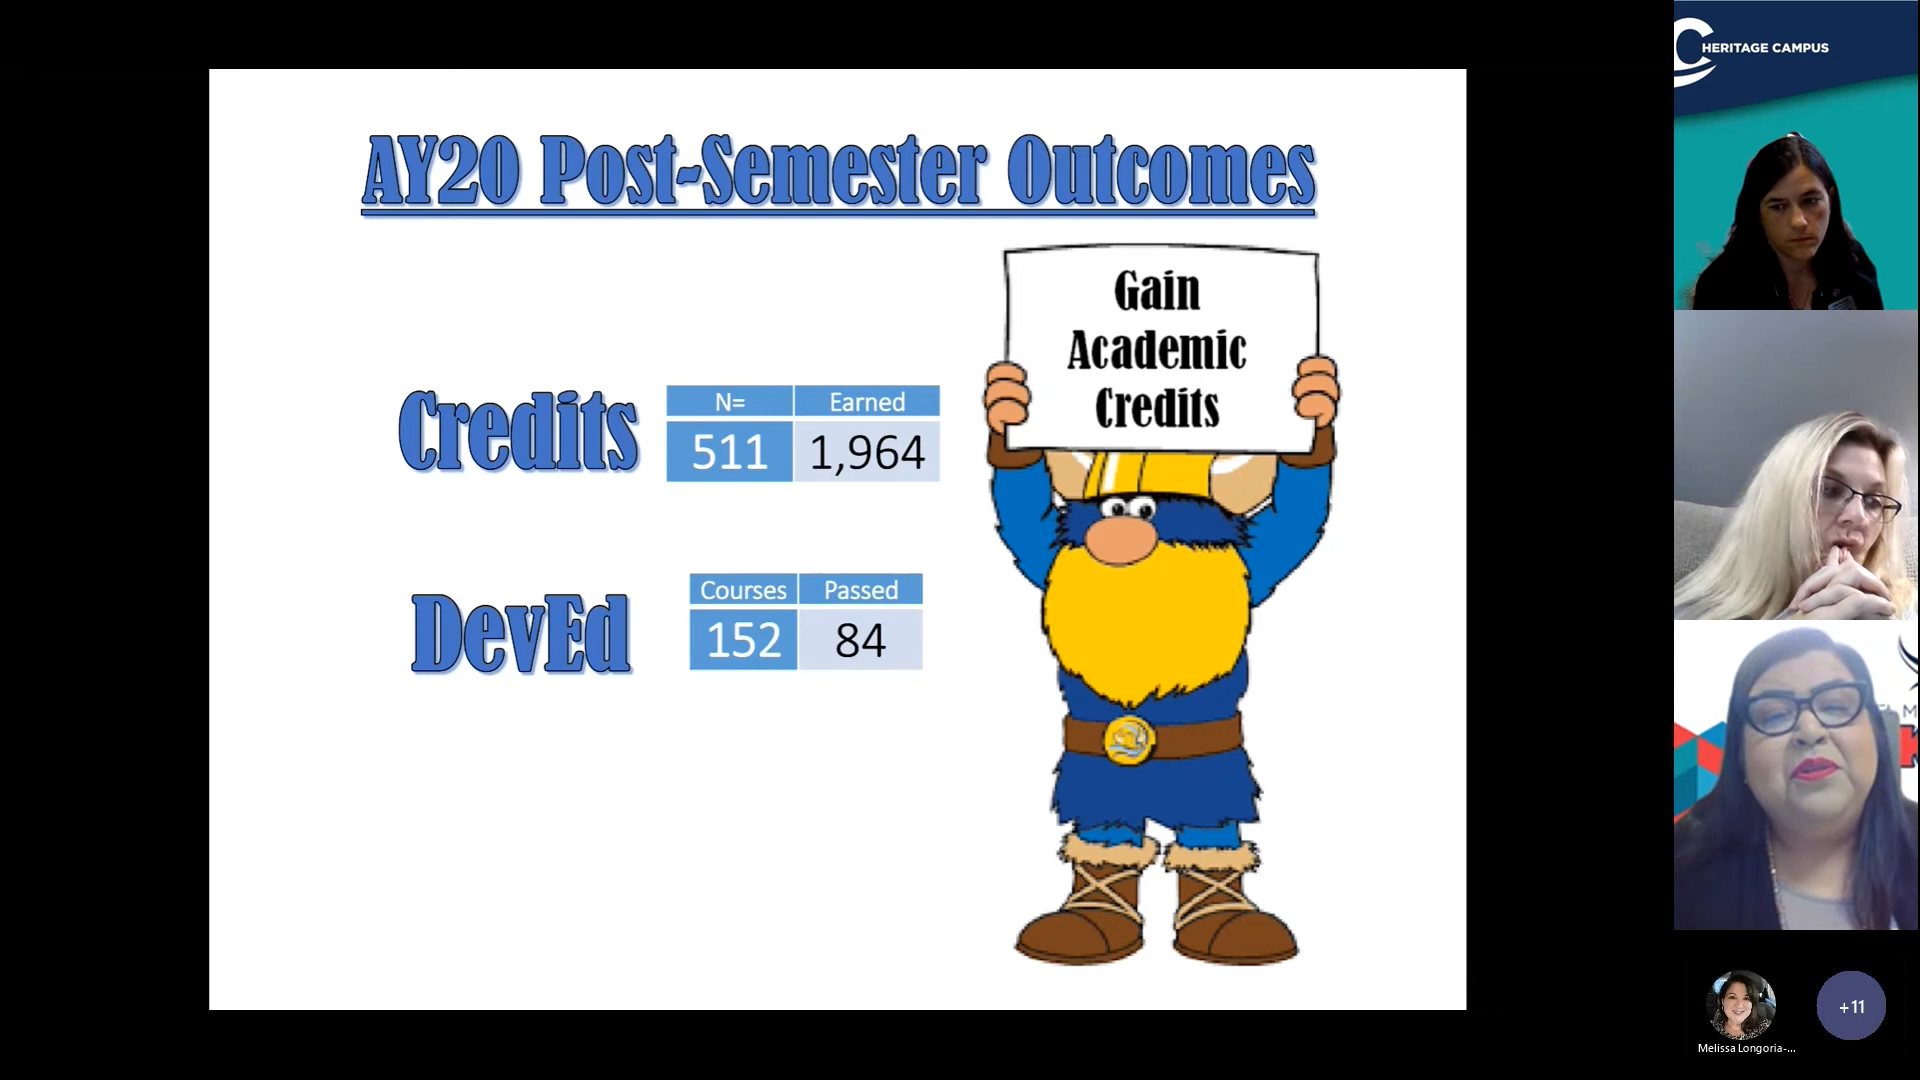 AY20 Post-Semester Outcomes
Gain
Academic
Credits
Credits
N= Earned
511 1,964
DevEd
Courses Passed
152 84
HERITAGE CAMPUS
+11
Melissa Longoria-...